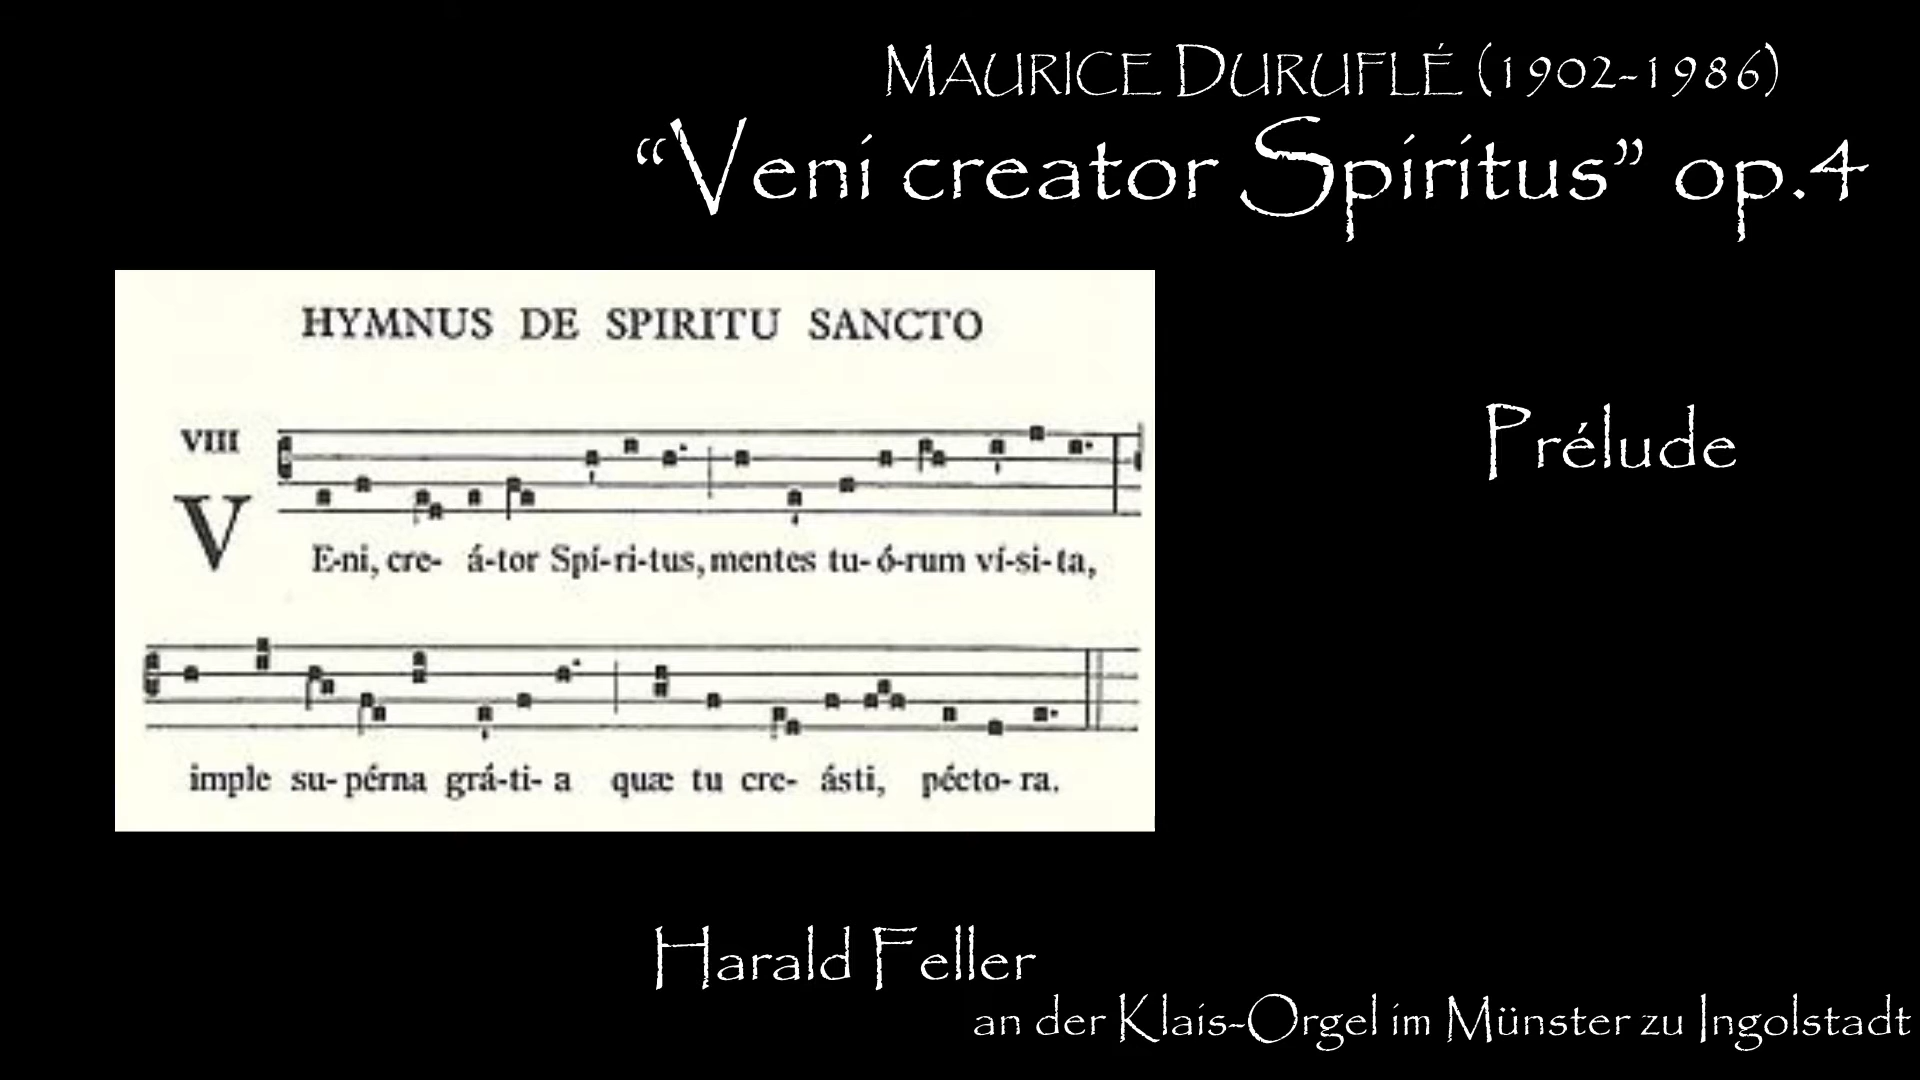 MAURICE DURUFLÉ (1902-1986)
“Veni creator Spiritus” op.4
HYMNUS DE SPIRITU SANCTO
VIII
V
E-ni, cre- á-tor Spí-ri-tus, mentes tu-ó-rum ví-si-ta,
imple su-pérna grá-ti-a quæ tu cre- ásti, pécto-ra.
Prélude
Harald Feller
an der Klais-Orgel im Münster zu Ingolstadt